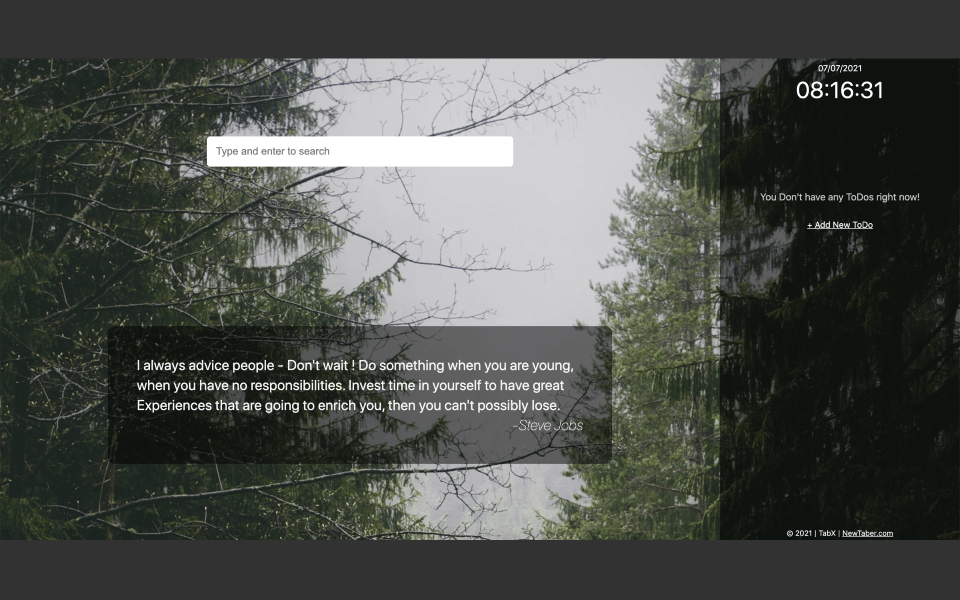 07/07/2021
08:16:31
Type and enter to search
You Don't have any ToDos right now!
+ Add New ToDo
I always advice people - Don't wait ! Do something when you are young,
when you have no responsibilities. Invest time in yourself to have great
Experiences that are going to enrich you, then you can't possibly lose.
-Steve Jobs
© 2021 | TabX | NewTaber.com